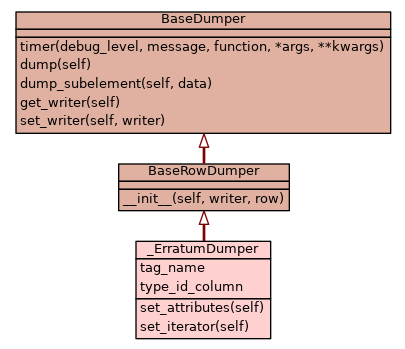 BaseDumper
timer(debug_level, message, function, *args, **kwargs)
dump(self)
dump_subelement(self, data)
get_writer(self)
set_writer(self, writer)
BaseRowDumper
__init__(self, writer, row)
_ErratumDumper
tag_name
type_id_column
set_attributes(self)
set_iterator(self)